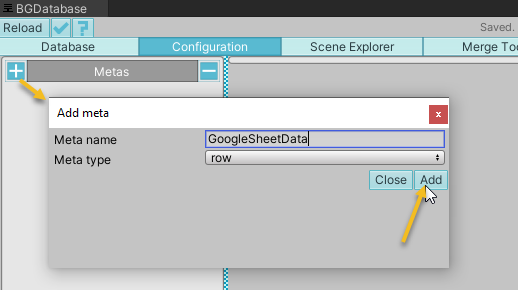 BGDatabase
Reload ?
Saved.
Database Configuration Scene Explorer Merge Too
Metas
Add meta
x
Meta name GoogleSheetData
Meta type row
Close Add